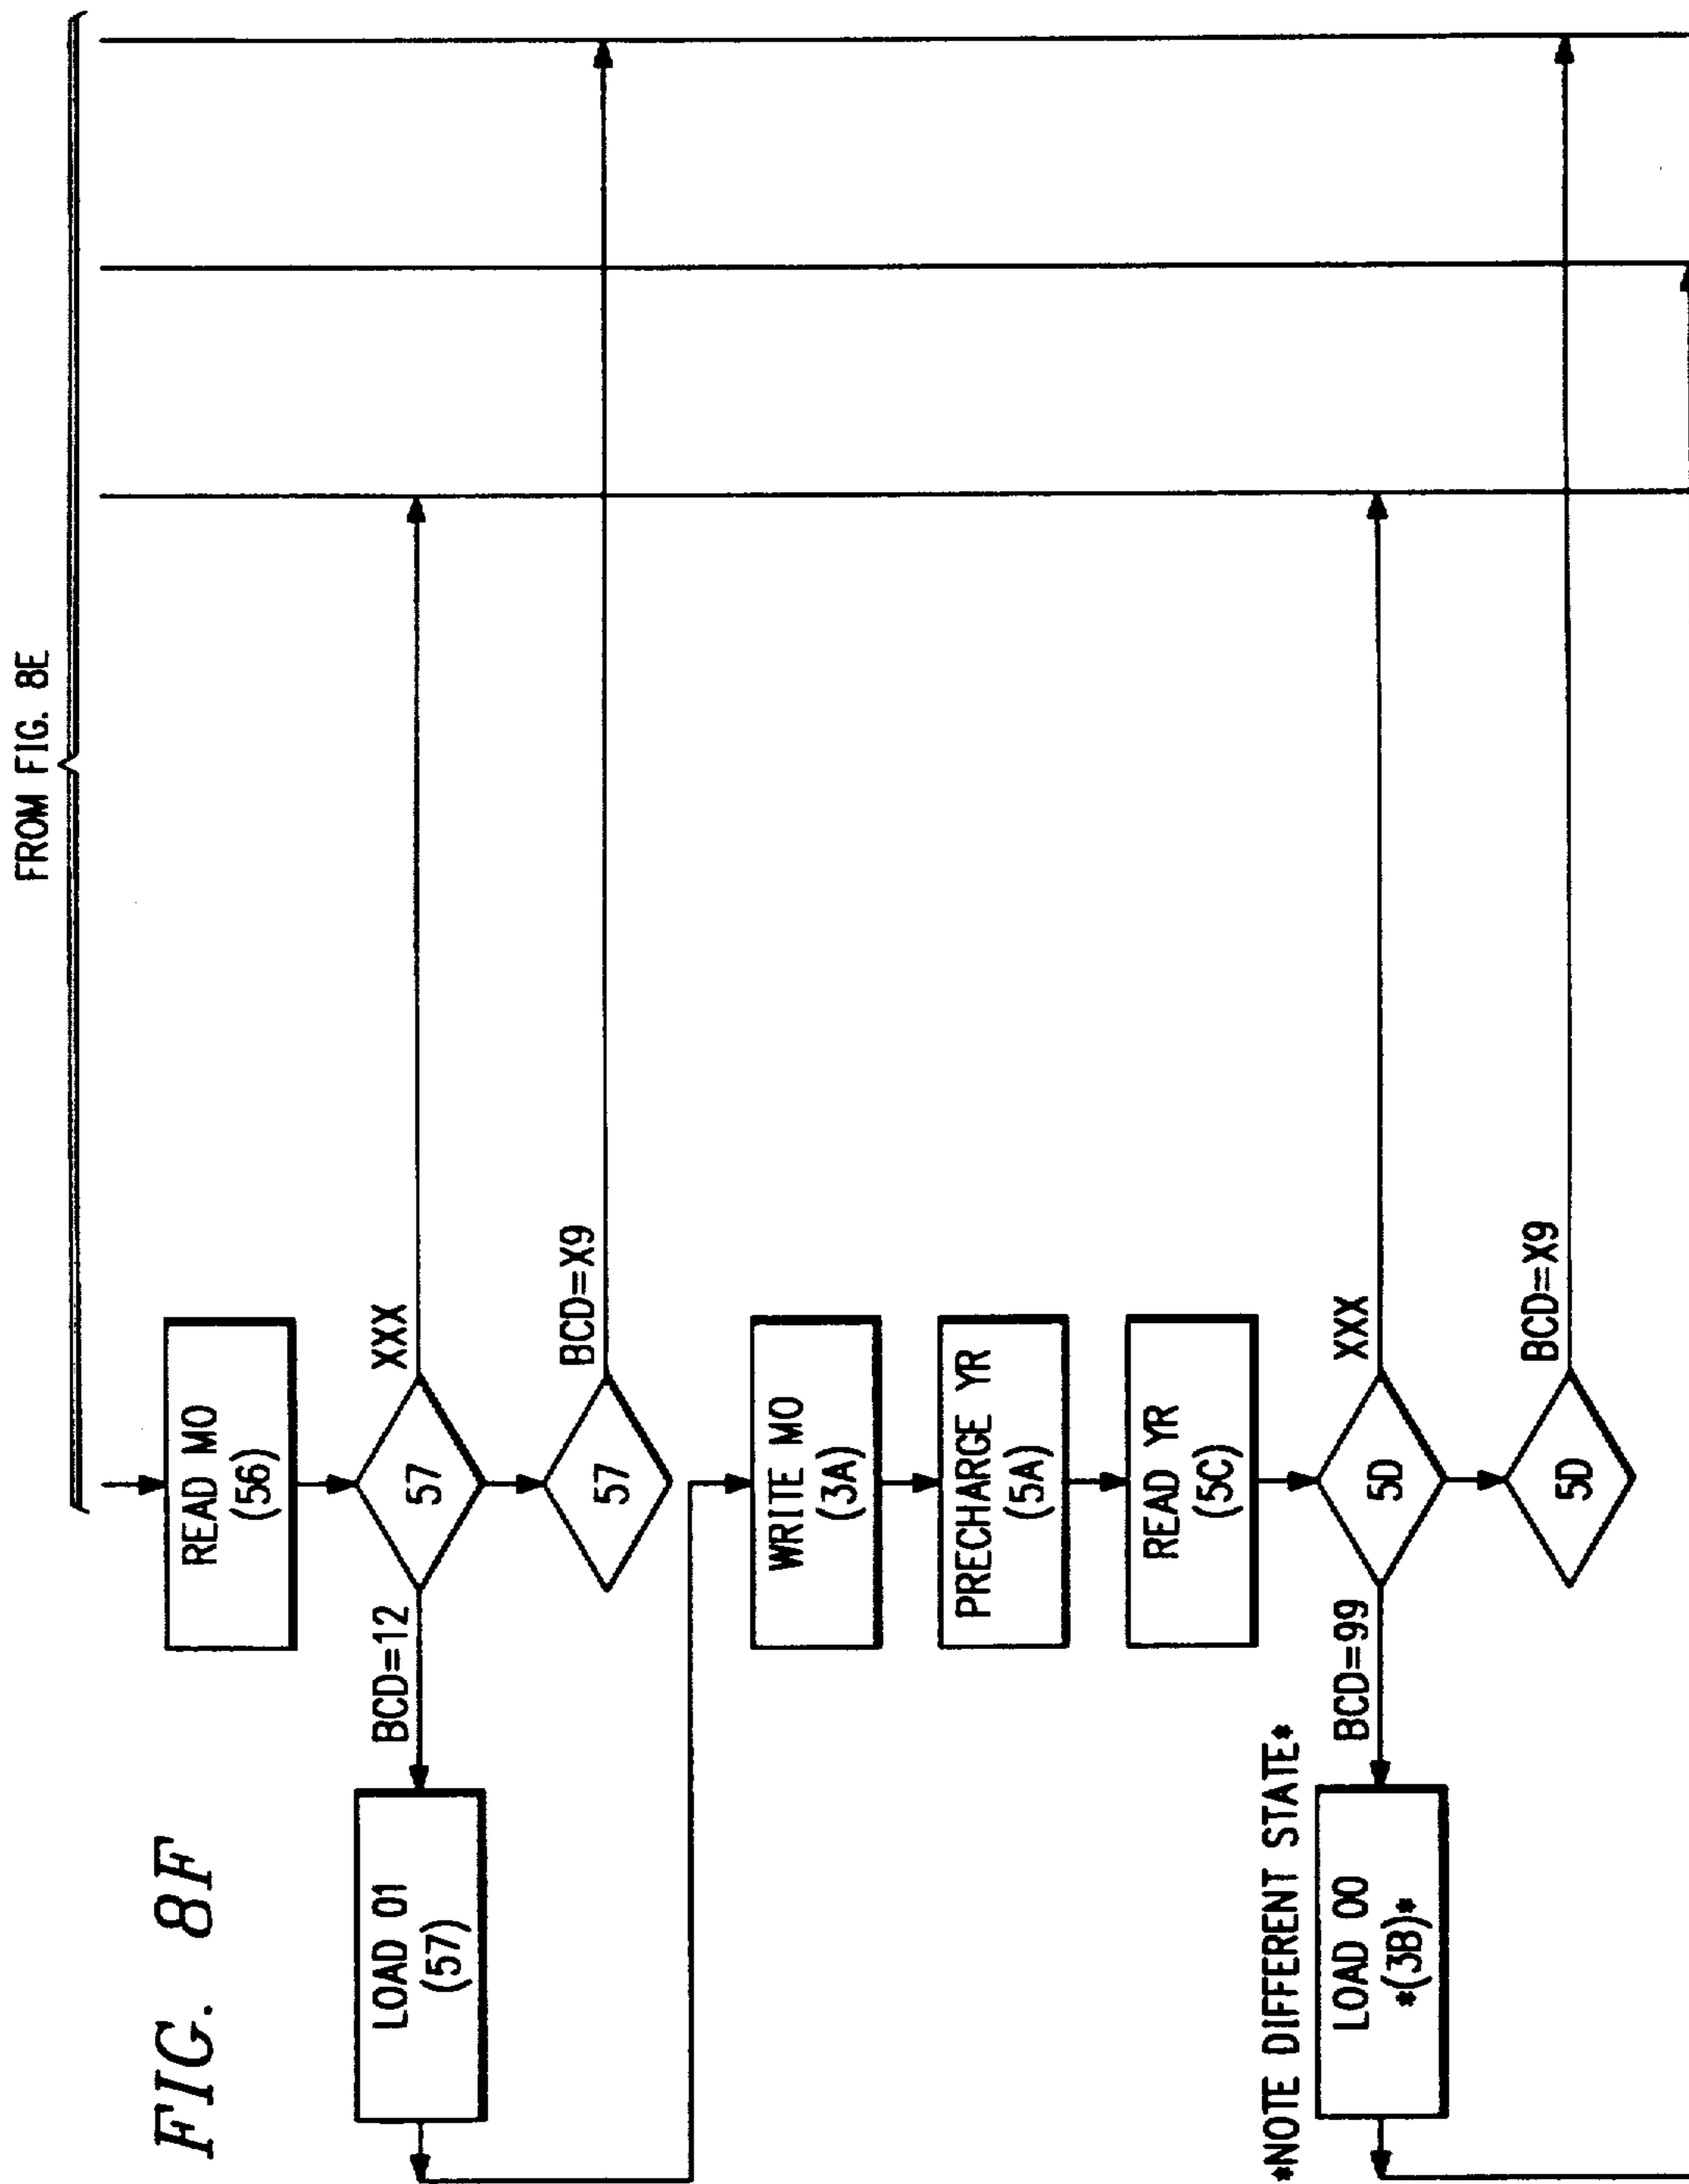 FIG. 8F
FROM FIG. 8E
READ MO
(56)
57
XXX
BCD=12
LOAD 01
(57)
57
BCD=X9
WRITE MO
(3A)
PRECHARGE YR
(5A)
READ YR
(5C)
*NOTE DIFFERENT STATE*
5D
XXX
BCD=99
LOAD 00
*(3B)*
5D
BCD=X9